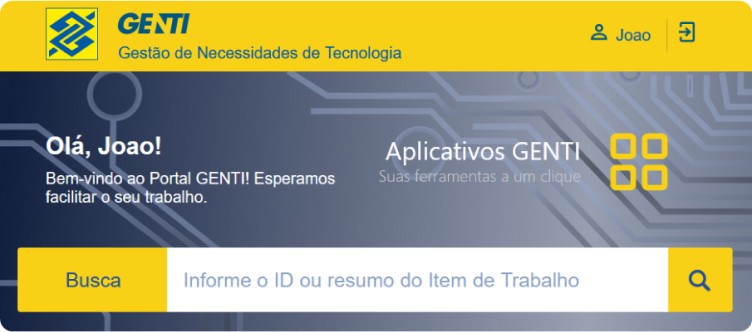 GENTI
Gestão de Necessidades de Tecnologia
Joao
Olá, Joao!
Bem-vindo ao Portal GENTI! Esperamos
facilitar o seu trabalho.
Aplicativos GENTI
Suas ferramentas a um clique
Busca
Informe o ID ou resumo do Item de Trabalho